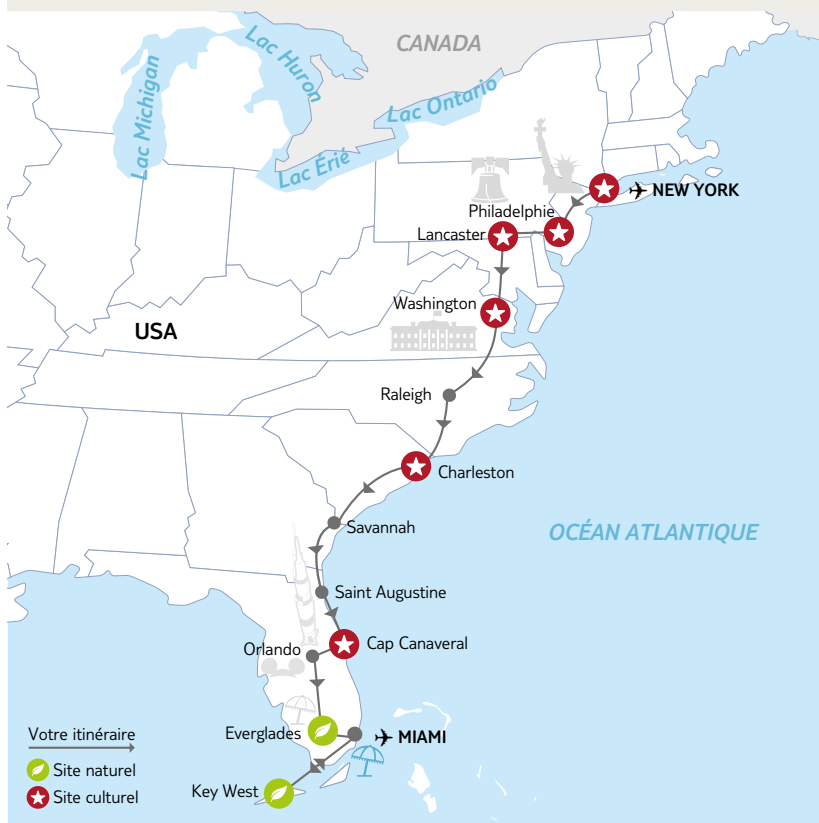 CANADA
Lac Huron
Lac Michigan
Lac Ontario
Lac Érié
NEW YORK
Philadelphie
Lancaster
Washington
USA
Raleigh
Charleston
Savannah
OCÉAN ATLANTIQUE
Saint Augustine
Cap Canaveral
Orlando
Everglades
MIAMI
Key West
Votre itinéraire
Site naturel
Site culturel